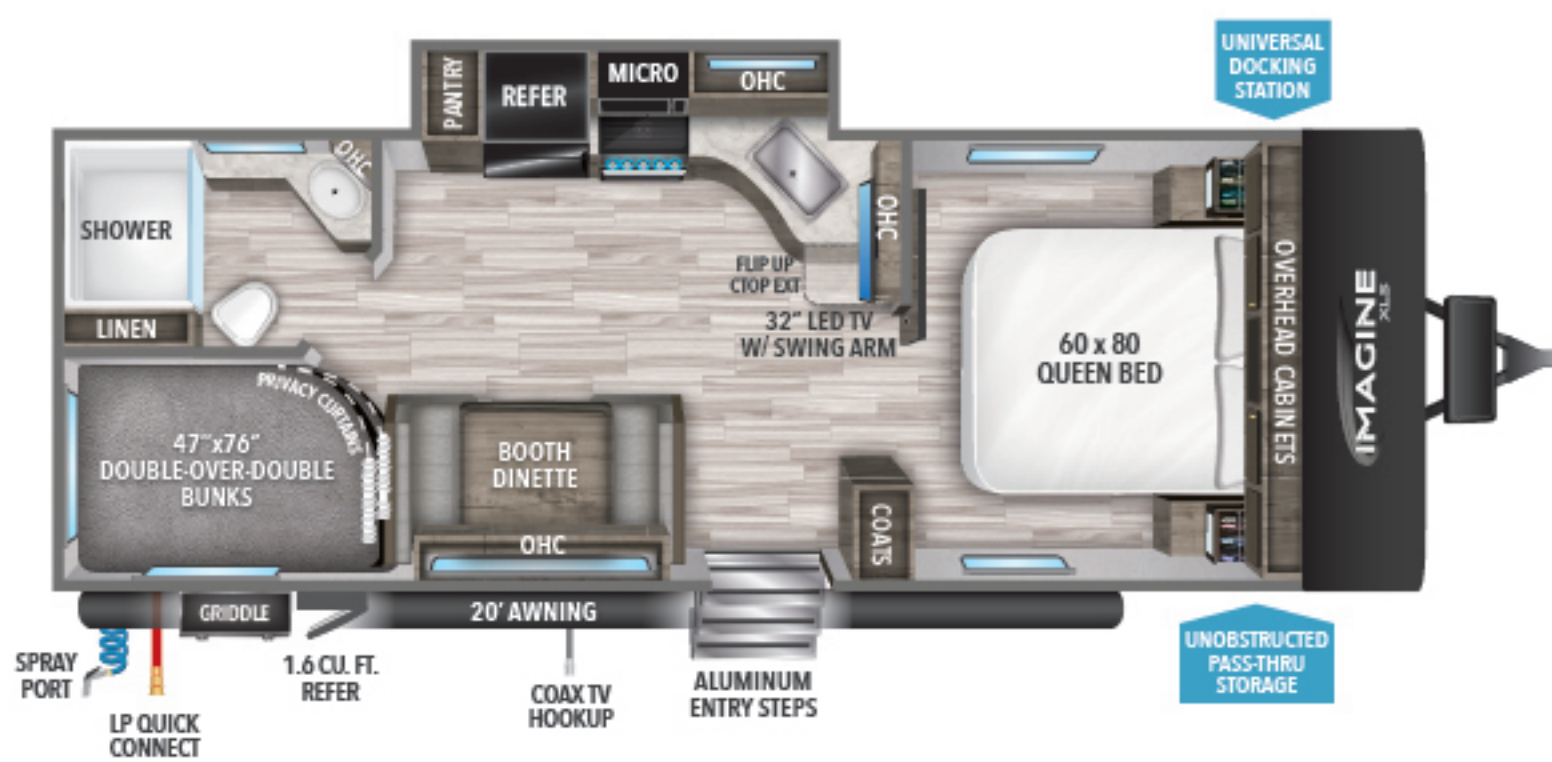 UNIVERSAL
DOCKING
STATION
PANTRY
REFER
MICRO
OHC
OHC
SHOWER
OHC
FLIP UP
CTOP EXT
32" LED TV
W/ SWING ARM
LINEN
60 x 80
QUEEN BED
OVERHEAD CABINETS
IMAGINE
XLS
PRIVACY CURTAINS
47"x76"
DOUBLE-OVER-DOUBLE
BUNKS
BOOTH
DINETTE
OHC
COATS
GRIDDLE
20' AWNING
SPRAY
PORT
LP QUICK
CONNECT
1.6 CU. FT.
REFER
COAX TV
HOOKUP
ALUMINUM
ENTRY STEPS
UNOBSTRUCTED
PASS-THRU
STORAGE